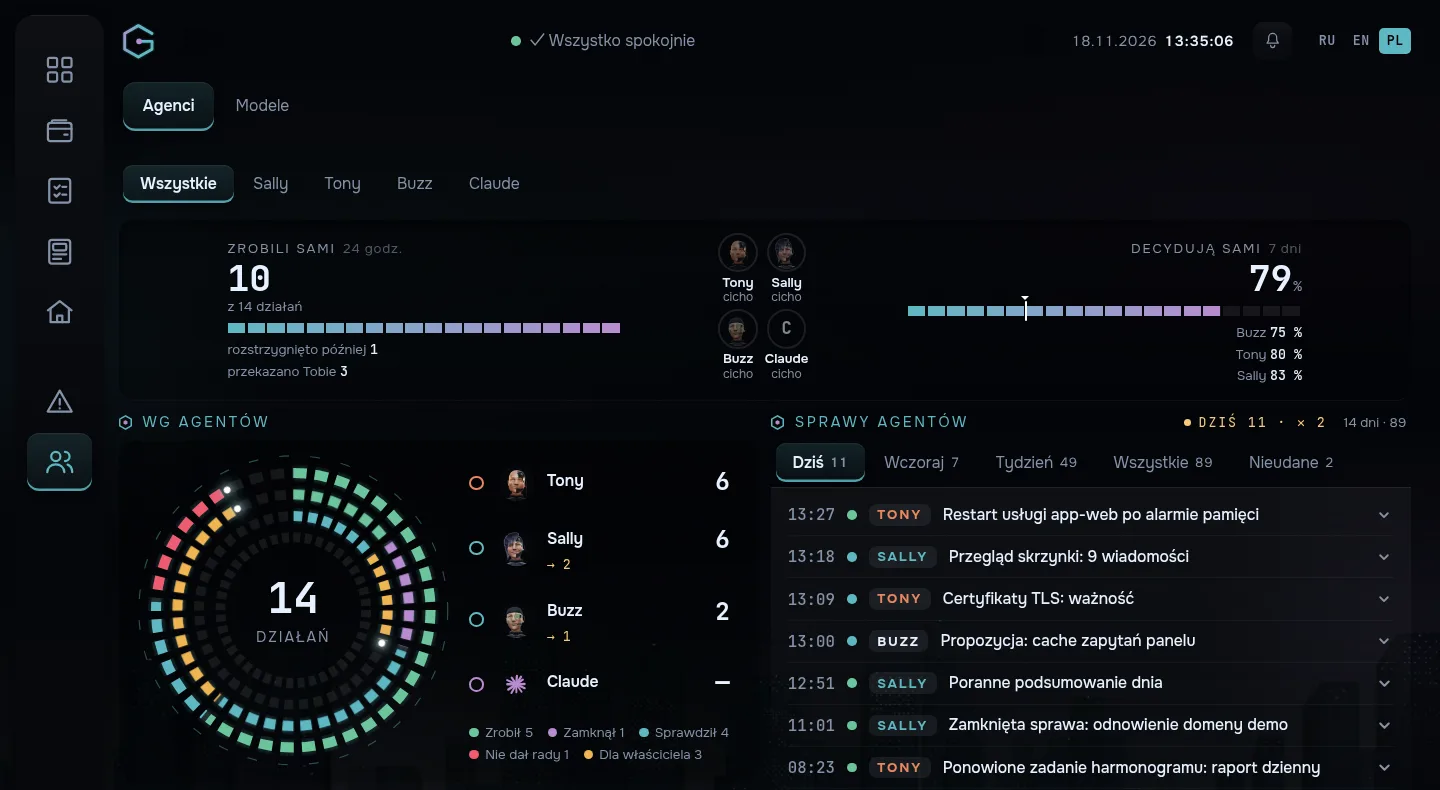 ✓ Wszystko spokojnie
18.11.2026 13:35:06
RU EN PL
Agenci Modele
Wszystkie Sally Tony Buzz Claude
ZROBILI SAMI 24 godz.
10
z 14 działań
rozstrzygnięto później 1
przekazano Tobie 3
Tony
cicho
Sally
cicho
Buzz
cicho
C
Claude
cicho
DECYDUJĄ SAMI 7 dni
79%
Buzz 75 %
Tony 80 %
Sally 83 %
WG AGENTÓW
14
DZIAŁAŃ
Tony 6
Sally 6
→ 2
Buzz 2
→ 1
Claude —
Zrobił 5 Zamknął 1 Sprawdził 4
Nie dał rady 1 Dla właściciela 3
SPRAWY AGENTÓW
DZIŚ 11 · × 2 14 dni · 89
Dziś 11 Wczoraj 7 Tydzień 49 Wszystkie 89 Nieudane 2
13:27 TONY Restart usługi app-web po alarmie pamięci
13:18 SALLY Przegląd skrzynki: 9 wiadomości
13:09 TONY Certyfikaty TLS: ważność
13:00 BUZZ Propozycja: cache zapytań panelu
12:51 SALLY Poranne podsumowanie dnia
11:01 SALLY Zamknięta sprawa: odnowienie domeny demo
08:23 TONY Ponowione zadanie harmonogramu: raport dzienny